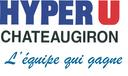 HYPER U
CHATEAUGIRON
L'équipe qui gagne